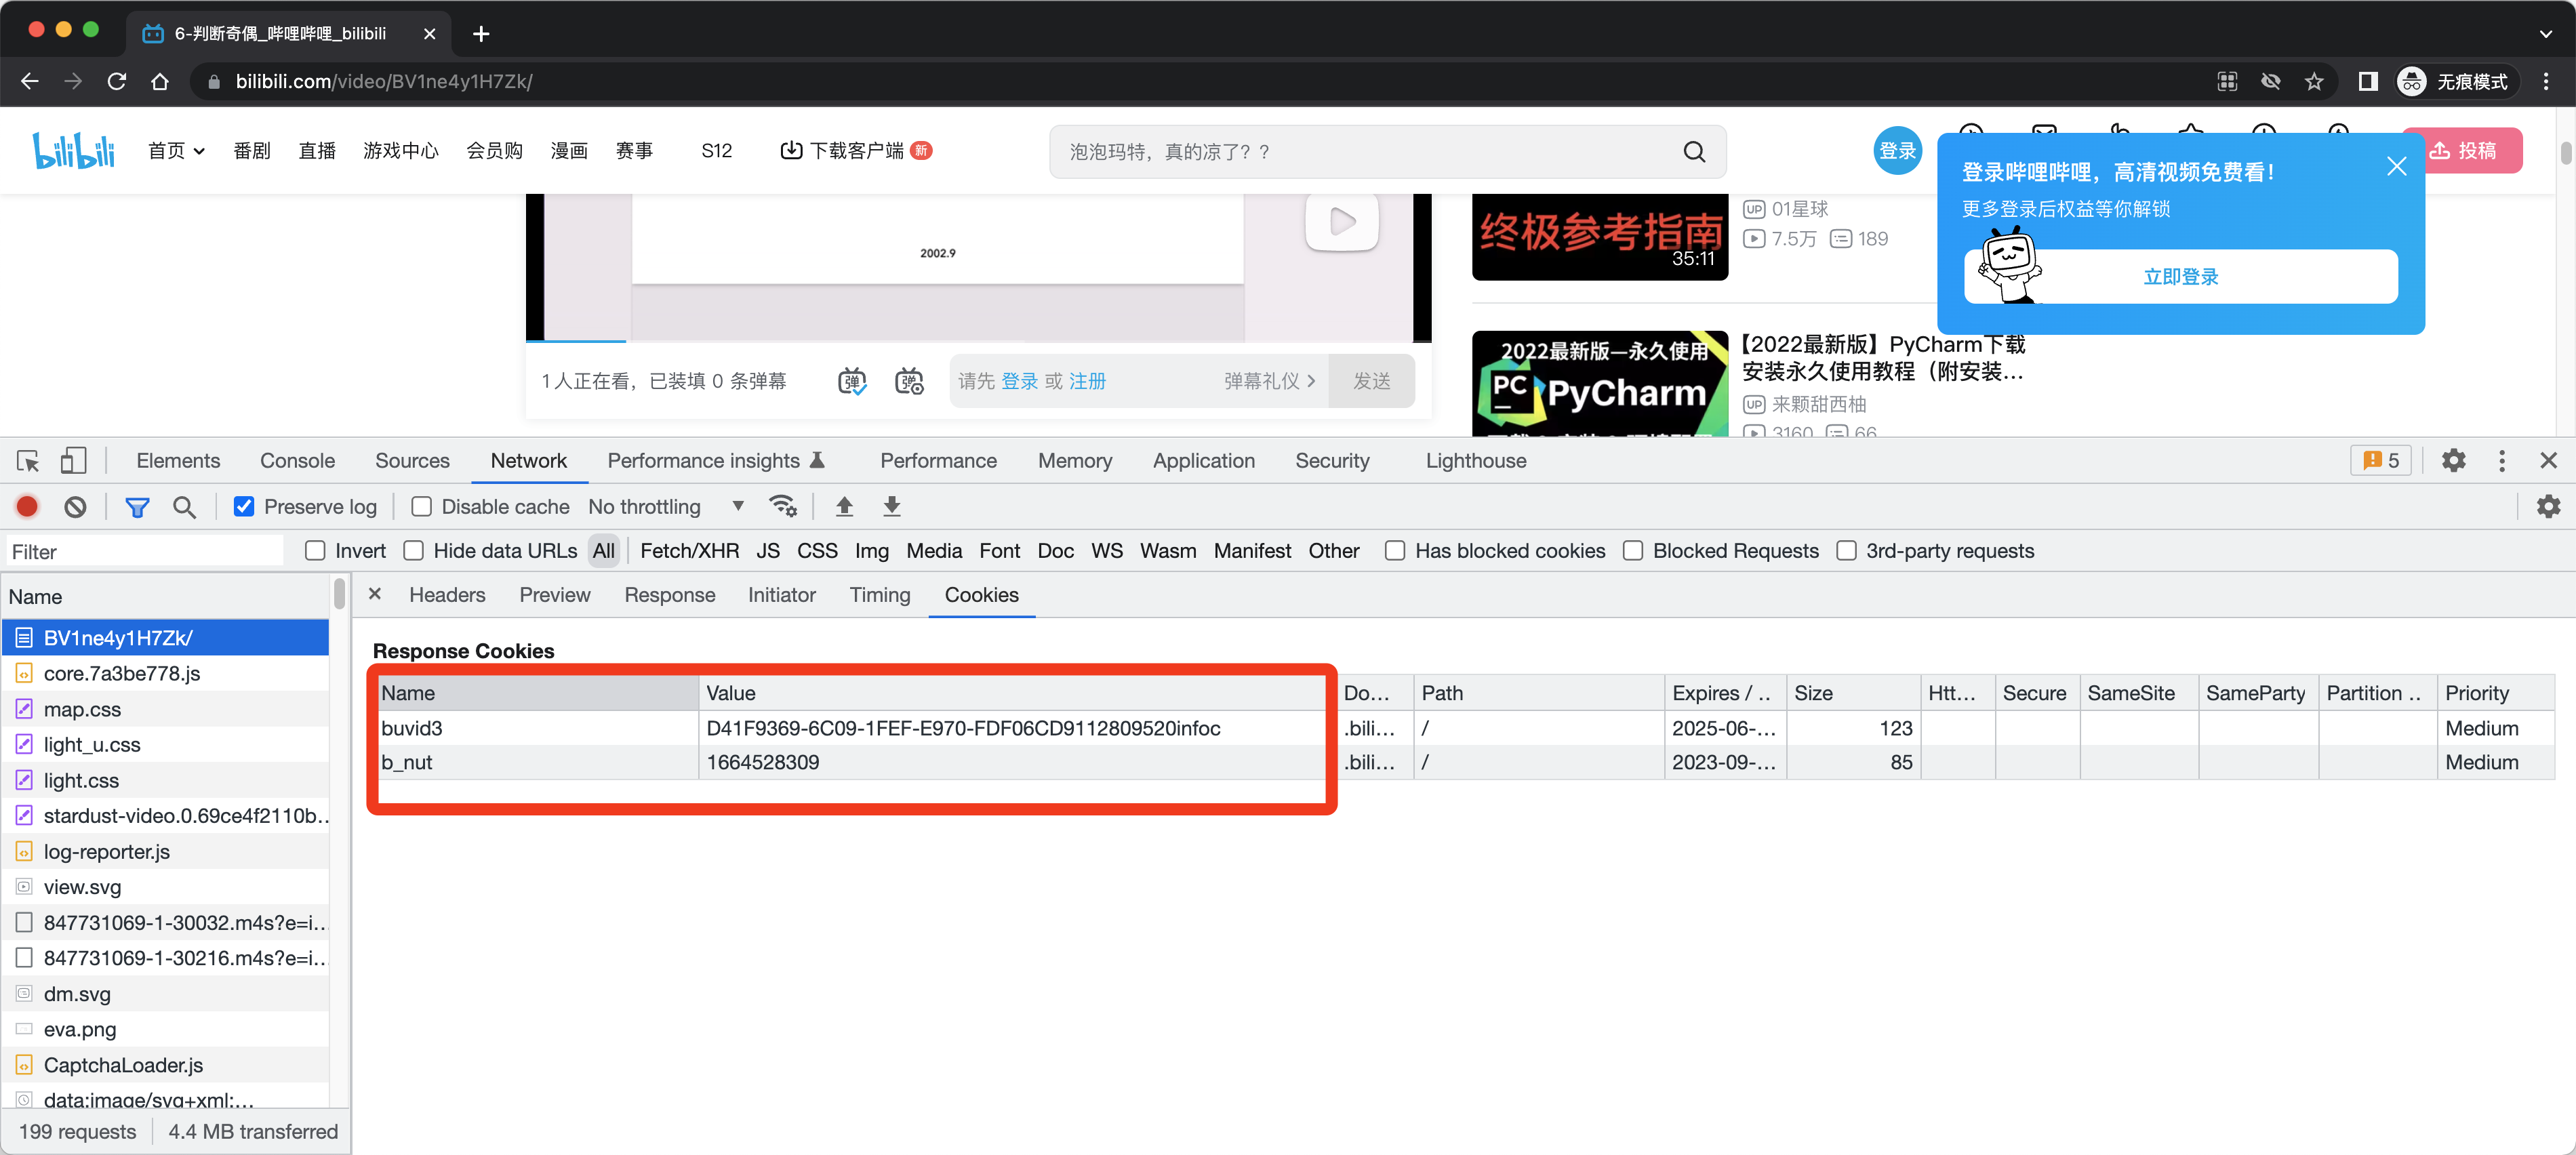 6-判断奇偶_哔哩哔哩_bilibili
bilibili.com/video/BV1ne4y1H7Zk/
无痕模式
bilibili
首页 番剧 直播 游戏中心 会员购 漫画 赛事 S12 下载客户端 新
泡泡玛特，真的凉了？？
登录
投稿
登录哔哩哔哩，高清视频免费看！
更多登录后权益等你解锁
立即登录
2002.9
终极参考指南
35:11
UP 01星球
7.5万 189
2022最新版—永久使用
PC PyCharm
【2022最新版】PyCharm下载
安装永久使用教程（附安装...
UP 来颗甜西柚
3160 66
1人正在看，已装填 0 条弹幕
弹 弹
请先 登录 或 注册
弹幕礼仪 >
发送
Elements Console Sources Network Performance insights Performance Memory Application Security Lighthouse 5
Preserve log Disable cache No throttling
Filter Invert Hide data URLs All Fetch/XHR JS CSS Img Media Font Doc WS Wasm Manifest Other Has blocked cookies Blocked Requests 3rd-party requests
Name
BV1ne4y1H7Zk/
core.7a3be778.js
map.css
light_u.css
light.css
stardust-video.0.69ce4f2110b...
log-reporter.js
view.svg
847731069-1-30032.m4s?e=i...
847731069-1-30216.m4s?e=i...
dm.svg
eva.png
CaptchaLoader.js
data:image/svg+xml;...
199 requests 4.4 MB transferred
Headers Preview Response Initiator Timing Cookies
Response Cookies
Name Value Do... Path Expires / .. Size Htt... Secure SameSite SameParty Partition .. Priority
buvid3 D41F9369-6C09-1FEF-E970-FDF06CD9112809520infoc .bili... / 2025-06-... 123 Medium
b_nut 1664528309 .bili... / 2023-09-... 85 Medium